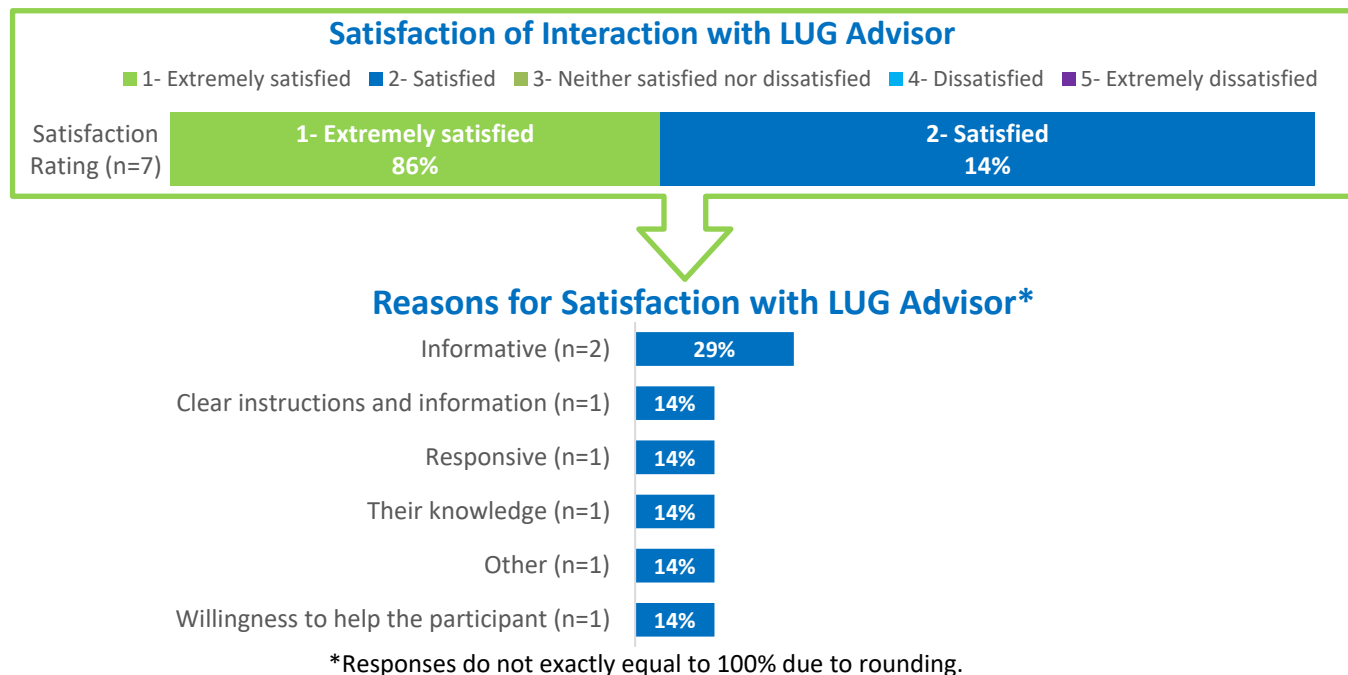 Satisfaction of Interaction with LUG Advisor
1- Extremely satisfied 2- Satisfied 3- Neither satisfied nor dissatisfied 4- Dissatisfied 5- Extremely dissatisfied
Satisfaction
Rating (n=7)
1- Extremely satisfied
86%
2- Satisfied
14%
Reasons for Satisfaction with LUG Advisor*
Informative (n=2) 29%
Clear instructions and information (n=1) 14%
Responsive (n=1) 14%
Their knowledge (n=1) 14%
Other (n=1) 14%
Willingness to help the participant (n=1) 14%
*Responses do not exactly equal to 100% due to rounding.